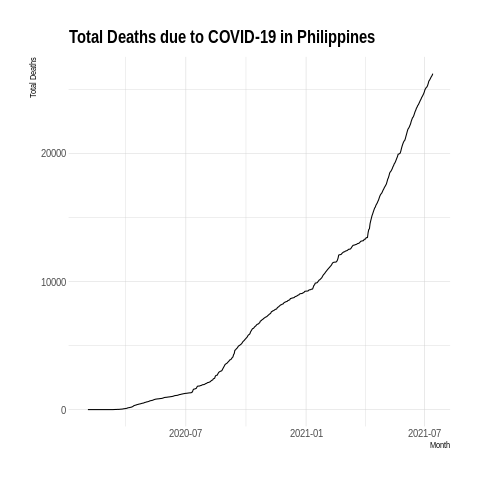 Total Deaths due to COVID-19 in Philippines
Total Deaths
20000
10000
0
2020-07
2021-01
2021-07
Month